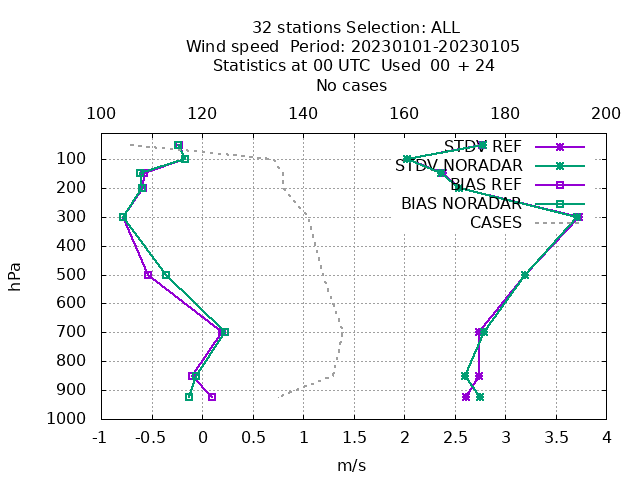 32 stations Selection: ALL
Wind speed  Period: 20230101-20230105
Statistics at 00 UTC  Used  00 + 24
No cases
100 120 140 160 180 200
STDV REF
STDV NORADAR
BIAS REF
BIAS NORADAR
CASES
hPa
100
200
300
400
500
600
700
800
900
1000
-1 -0.5 0 0.5 1 1.5 2 2.5 3 3.5 4
m/s